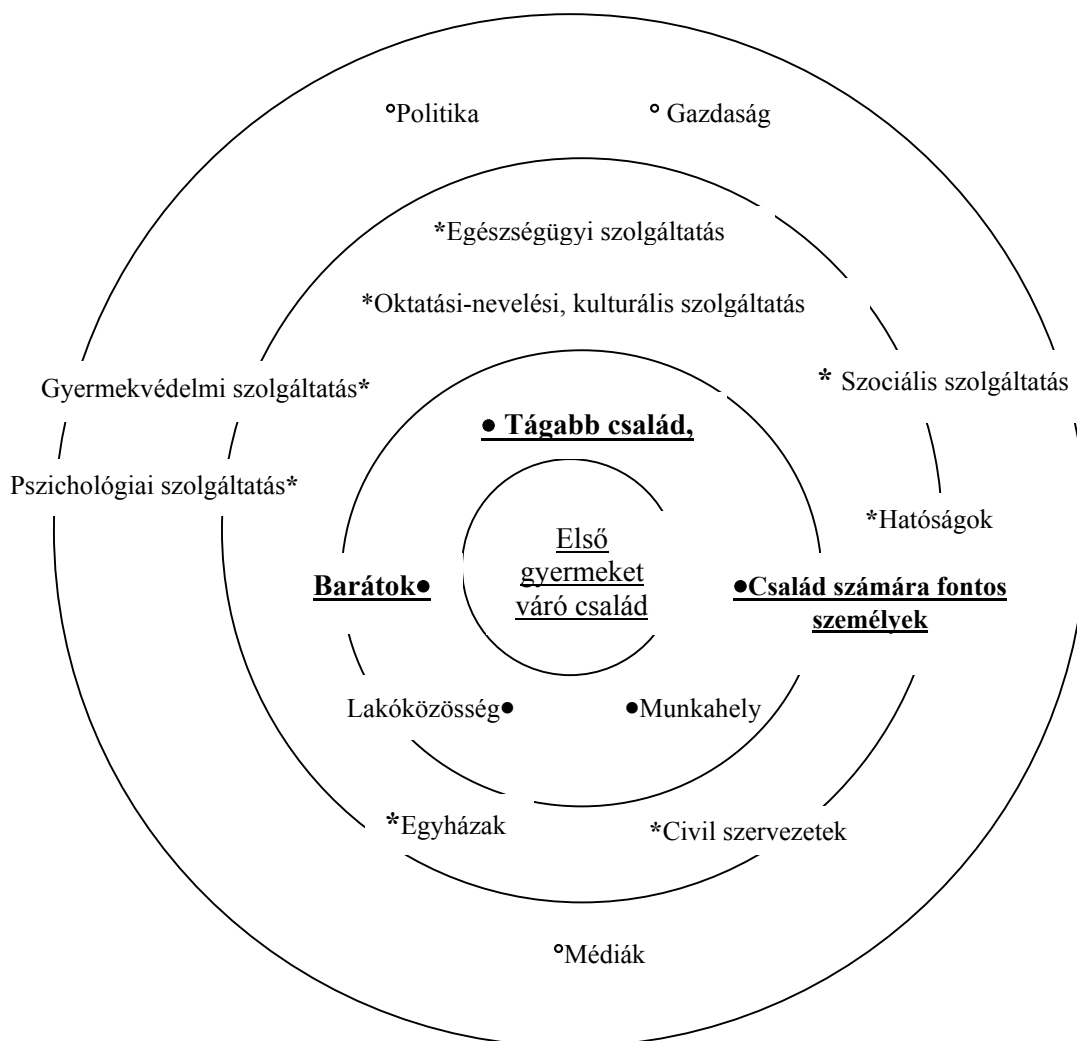 °Politika
° Gazdaság
*Egészségügyi szolgáltatás
*Oktatási-nevelési, kulturális szolgáltatás
Gyermekvédelmi szolgáltatás*
* Szociális szolgáltatás
● Tágabb család,
Pszichológiai szolgáltatás*
*Hatóságok
Első
gyermeket
váró család
Barátok●
●Család számára fontos
személyek
Lakóközösség●
●Munkahely
*Egyházak
*Civil szervezetek
°Médiák